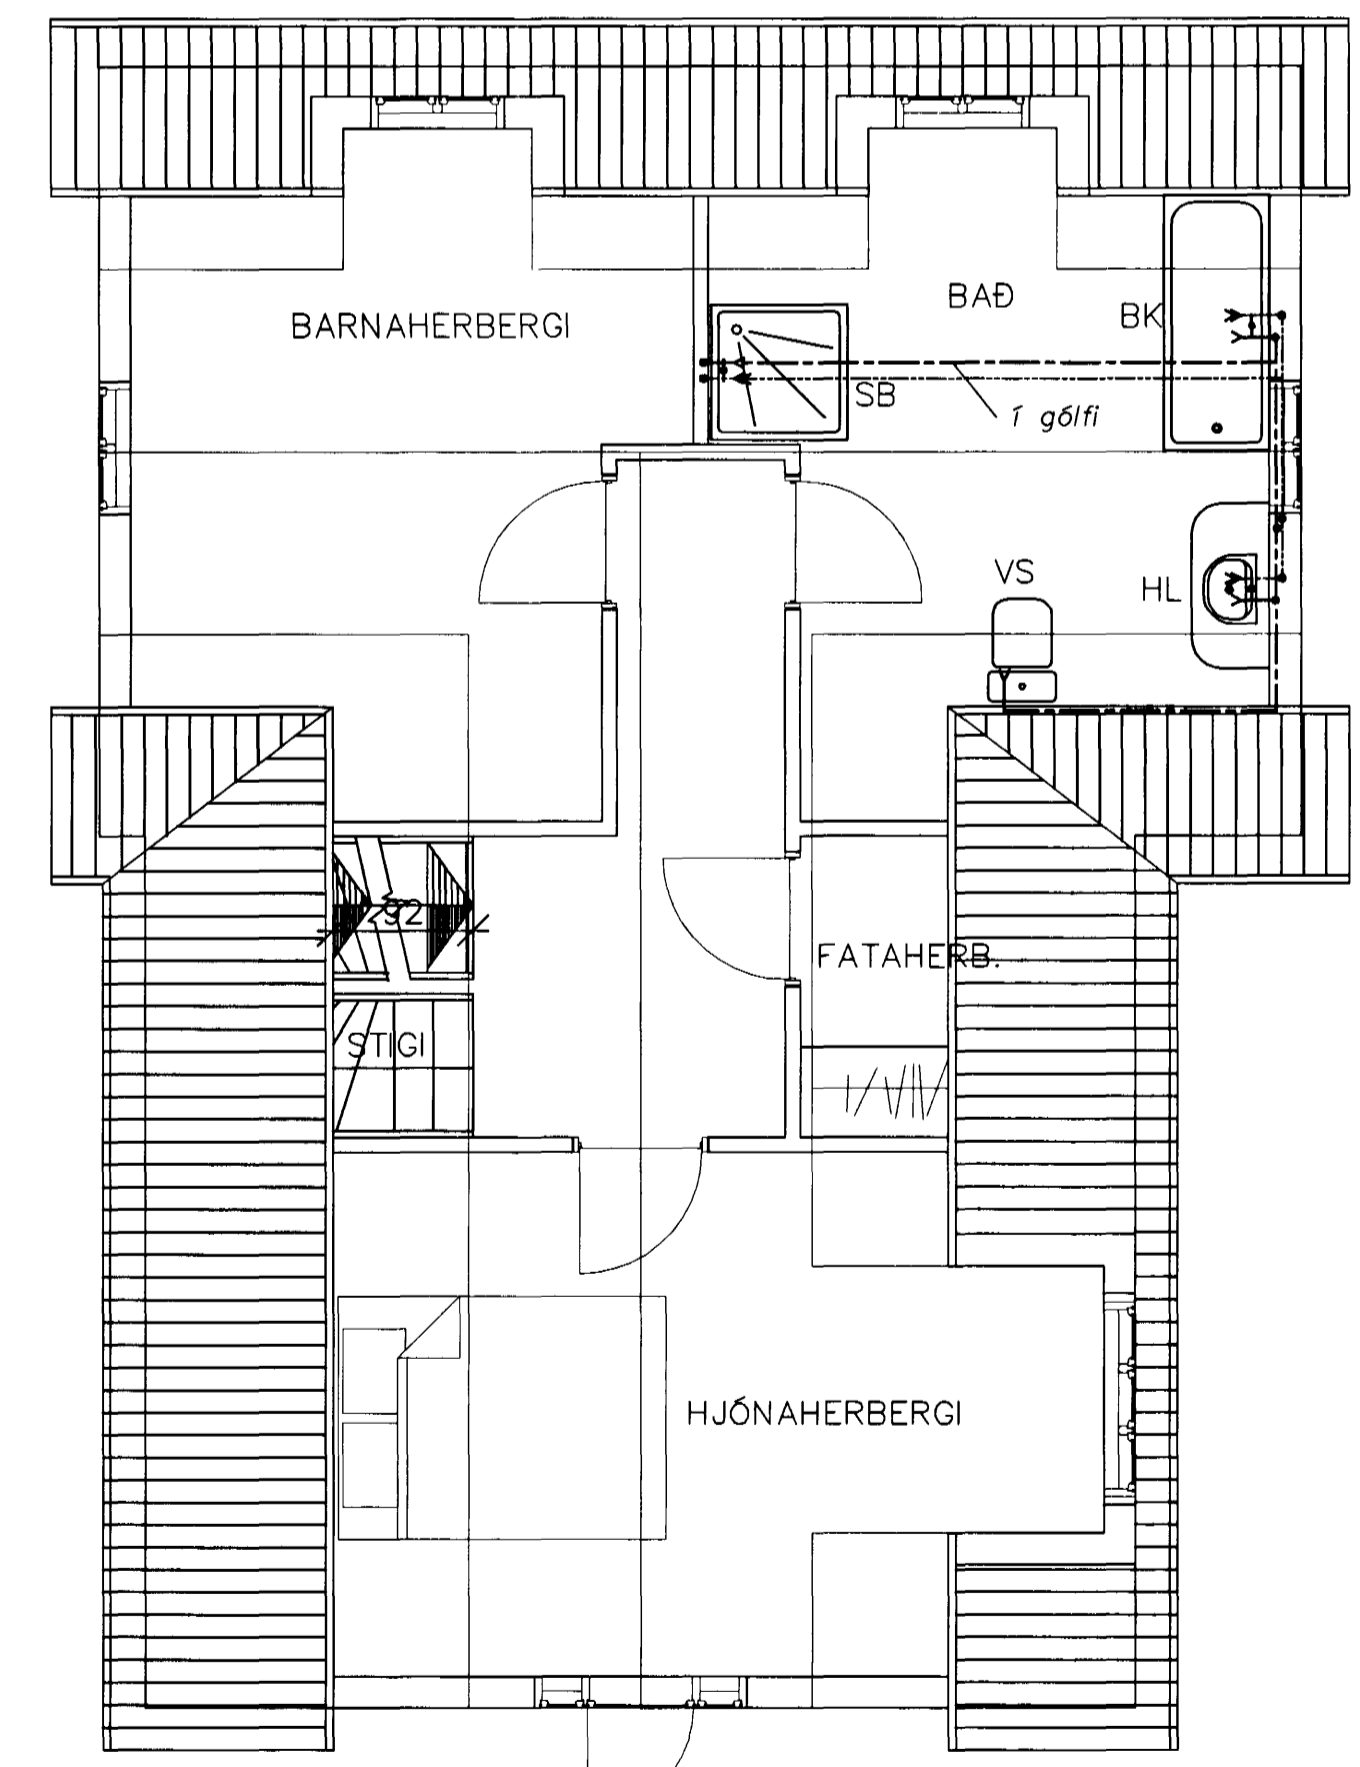 BARNAHERBERGI
BAÐ
BK
SB
í gólfi
VS
HL
92
FATAHERB.
STIGI
HJÓNAHERBERGI